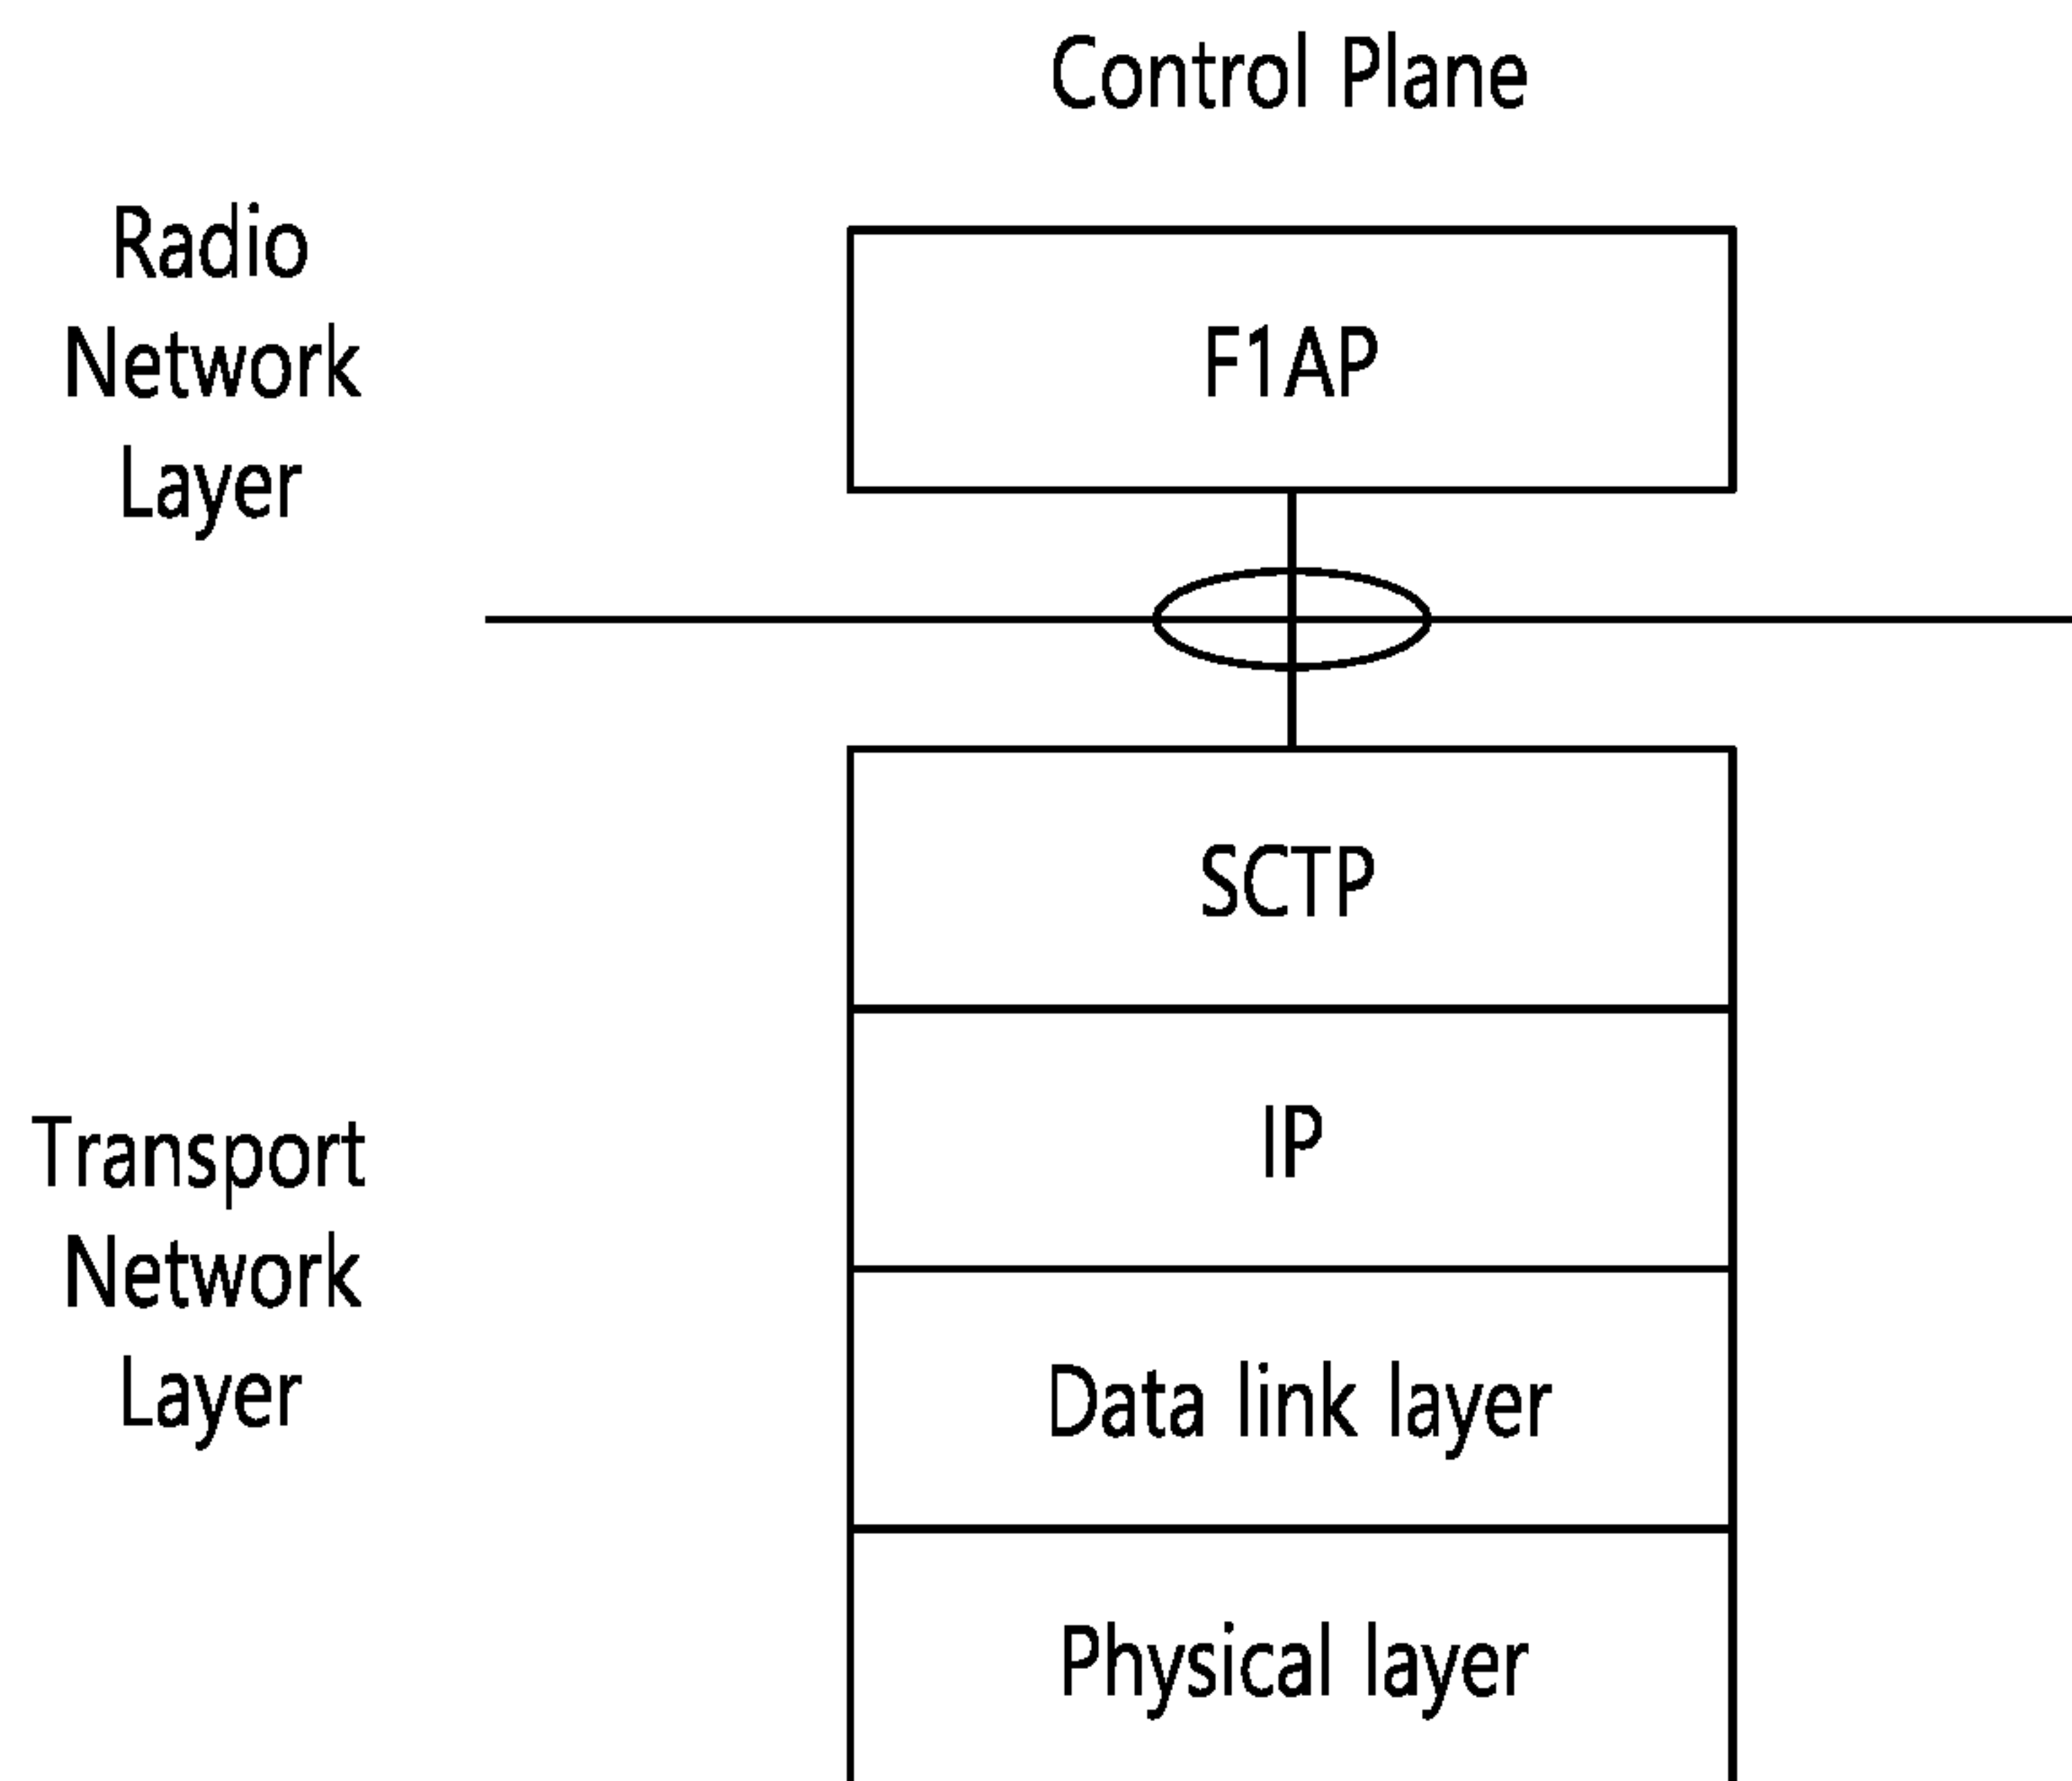 Control Plane
Radio
Network
Layer
F1AP
SCTP
IP
Transport
Network
Layer
Data link layer
Physical layer